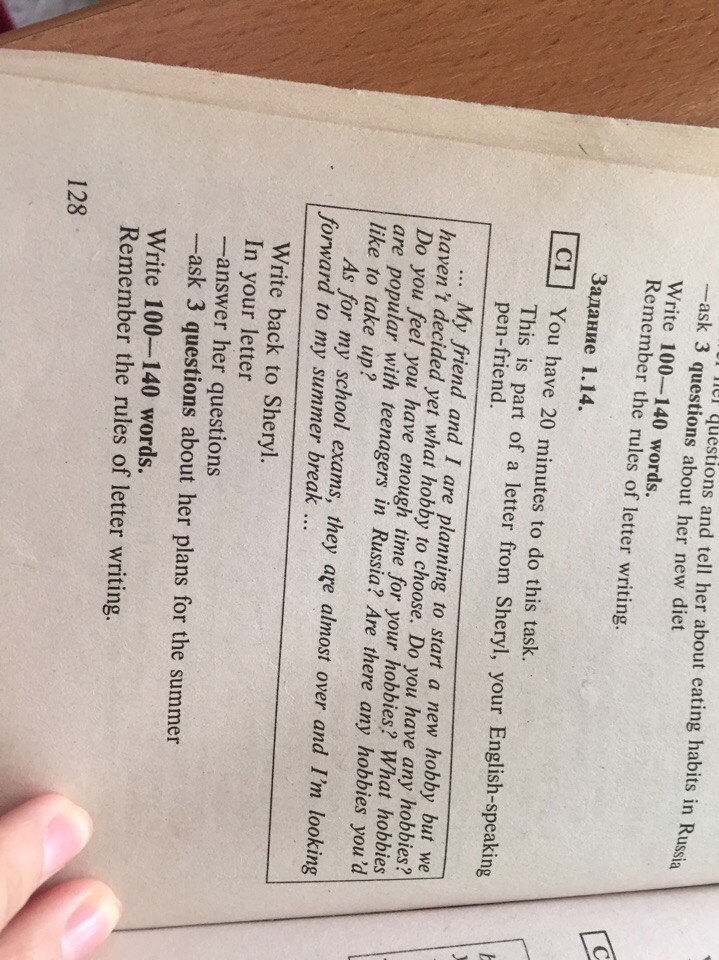 questions and tell her about eating habits in Russia
—ask 3 questions about her new diet
Write 100—140 words.
Remember the rules of letter writing.
Задание 1.14.
C1 You have 20 minutes to do this task.
This is part of a letter from Sheryl, your English-speaking
pen-friend.
... My friend and I are planning to start a new hobby but we
haven't decided yet what hobby to choose. Do you have any hobbies?
Do you feel you have enough time for your hobbies? What hobbies
are popular with teenagers in Russia? Are there any hobbies you'd
like to take up?
As for my school exams, they are almost over and I'm looking
forward to my summer break ...
Write back to Sheryl.
In your letter
—answer her questions
—ask 3 questions about her plans for the summer
Write 100—140 words.
Remember the rules of letter writing.
128